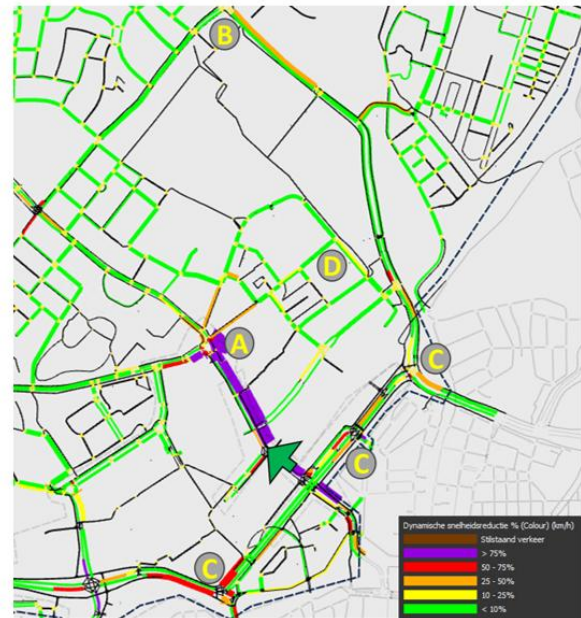 B
D
A
C
C
C
Dynamische snelheidsreductie % (Colour) (km/h)
Stilstaand verkeer
> 75%
50 - 75%
25 - 50%
10 - 25%
< 10%